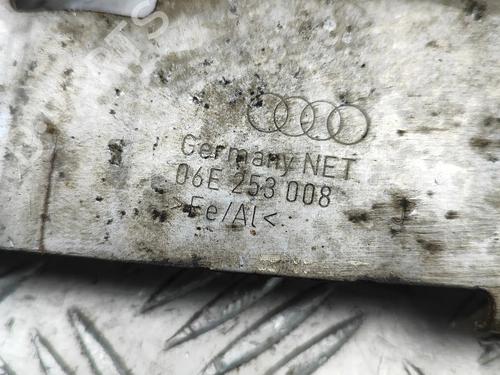 Germany NET
06E 253 008
>Fe/Al<